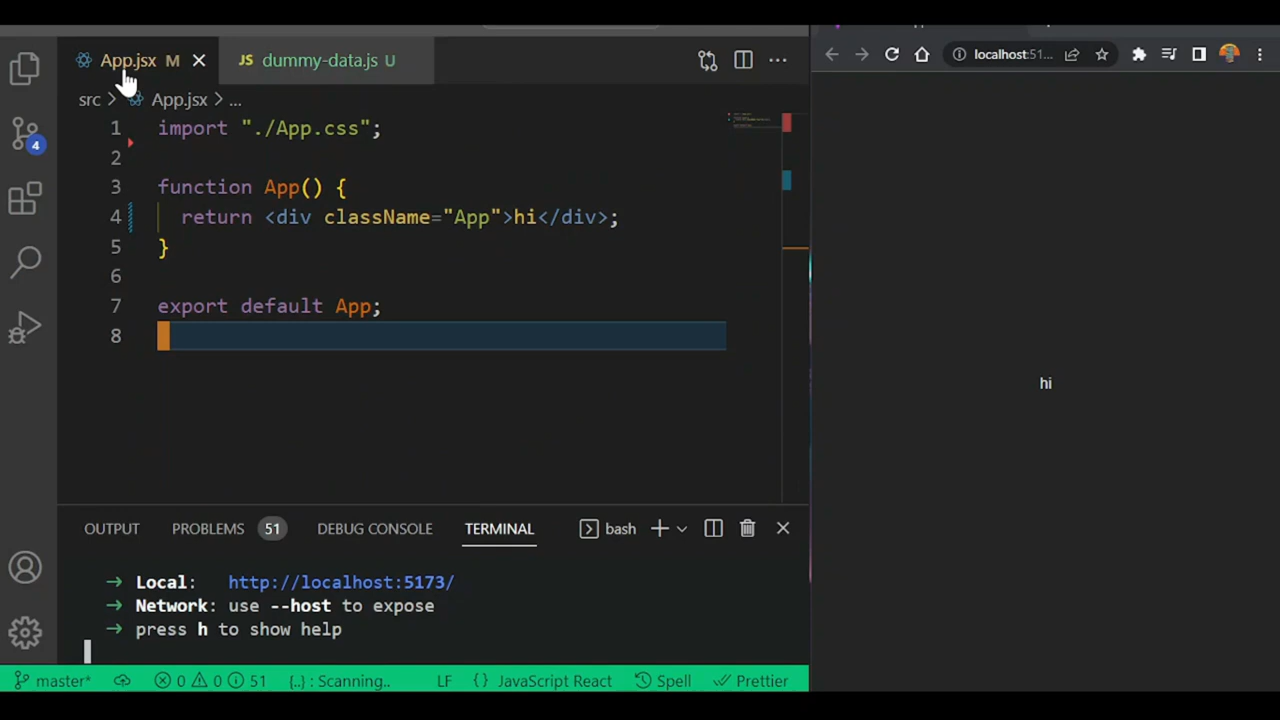 App.jsx M
JS dummy-data.js U
localhost:51...
src > App.jsx > ...
1 import "./App.css";
2
3 function App() {
4 return <div className="App">hi</div>;
5 }
6
7 export default App;
8
hi
OUTPUT PROBLEMS 51 DEBUG CONSOLE TERMINAL bash
4
→ Local: http://localhost:5173/
→ Network: use --host to expose
→ press h to show help
master* 0 0 51 {..} : Scanning.. LF {} JavaScript React Spell Prettier